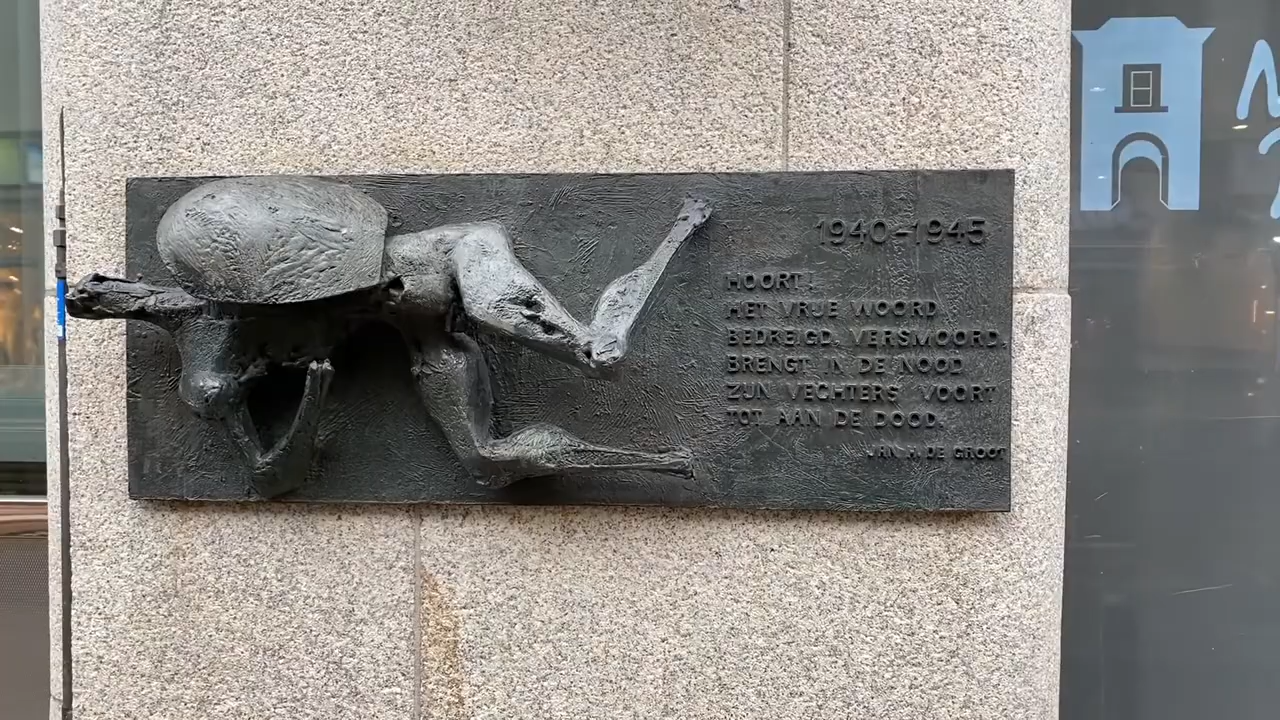 1940-1945
HOORT!
HET VRIJE WOORD
BEDREIGD, VERSMOORD,
BRENGT IN DE NOOD
ZIJN VECHTERS VOORT
TOT AAN DE DOOD.
JAN H. DE GROOT